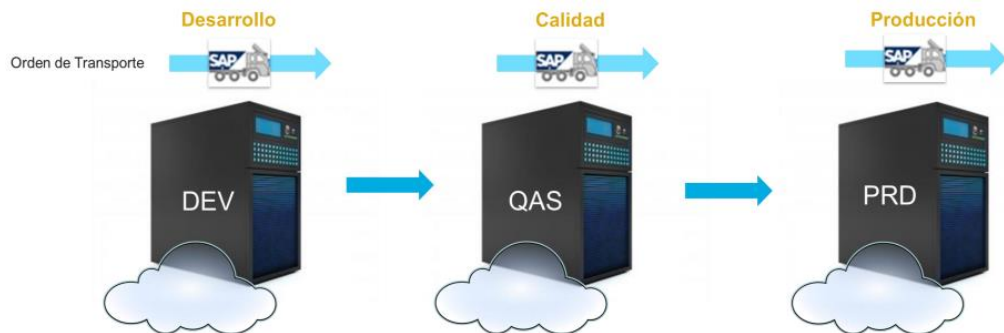 Desarrollo
Calidad
Producción
Orden de Transporte
SAP
SAP
SAP
DEV
QAS
PRD